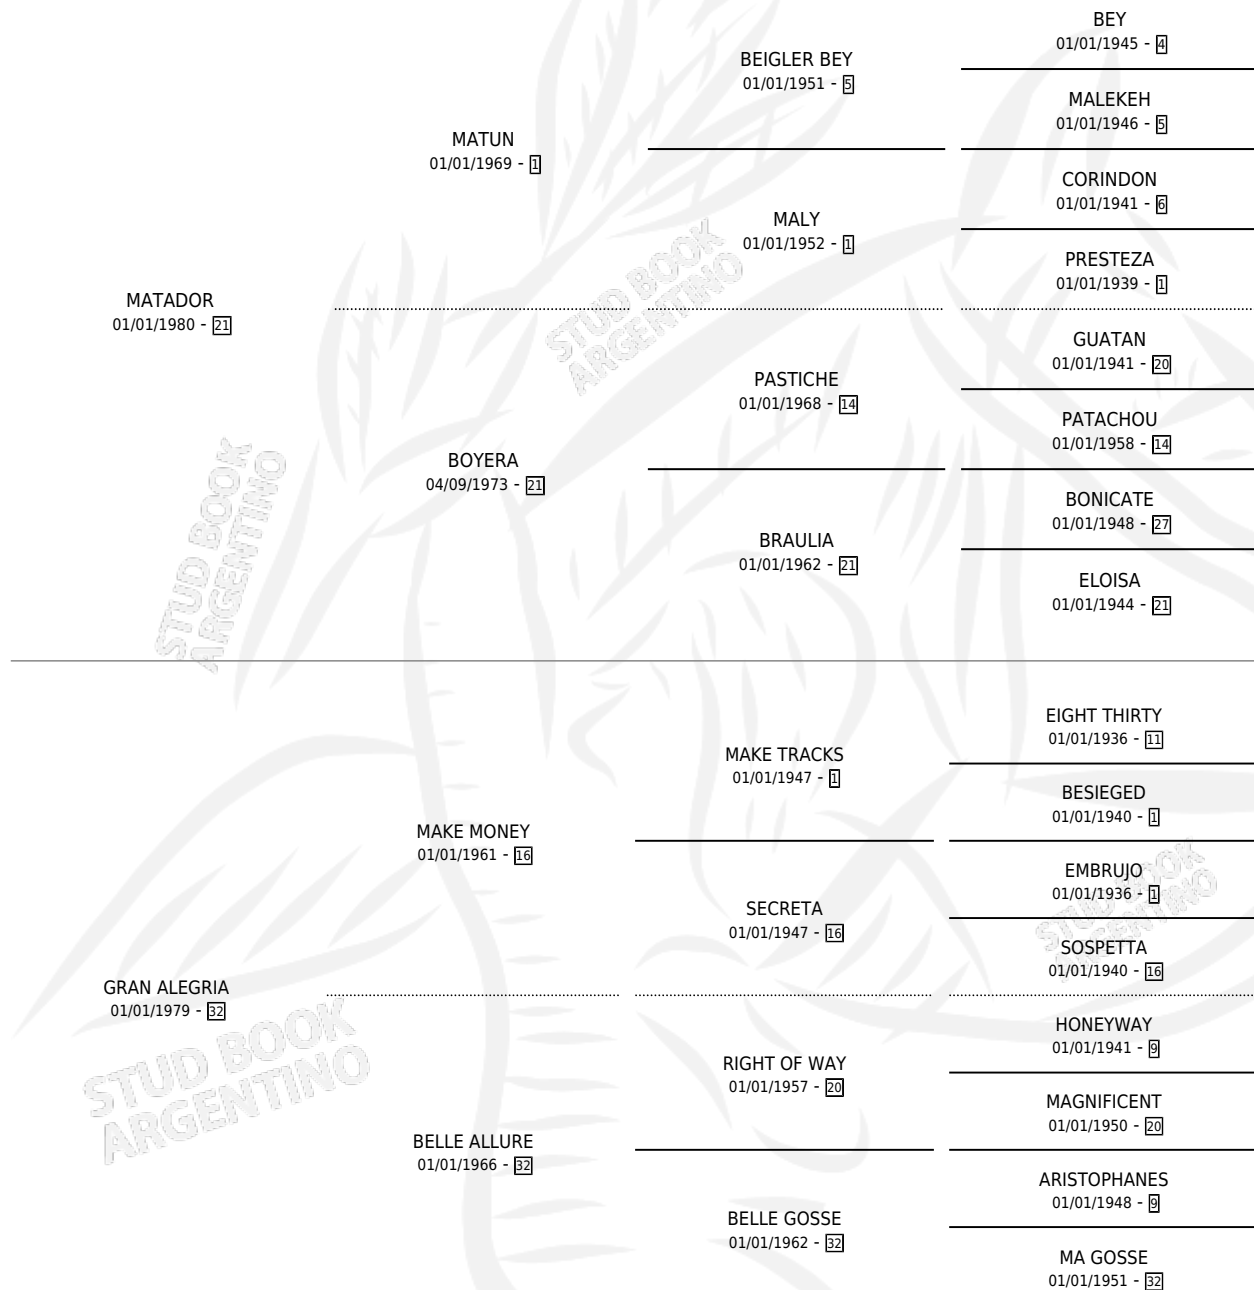 BEY
01/01/1945 - 4
BEIGLER BEY
01/01/1951 - 5
MALEKEH
01/01/1946 - 5
MATUN
01/01/1969 - 1
CORINDON
01/01/1941 - 6
MALY
01/01/1952 - 1
PRESTEZA
01/01/1939 - 1
MATADOR
01/01/1980 - 21
GUATAN
01/01/1941 - 20
PASTICHE
01/01/1968 - 14
PATACHOU
01/01/1958 - 14
BOYERA
04/09/1973 - 21
BONICATE
01/01/1948 - 27
BRAULIA
01/01/1962 - 21
ELOISA
01/01/1944 - 21
EIGHT THIRTY
01/01/1936 - 11
MAKE TRACKS
01/01/1947 - 1
BESIEGED
01/01/1940 - 1
MAKE MONEY
01/01/1961 - 16
EMBRUJO
01/01/1936 - 1
SECRETA
01/01/1947 - 16
SOSPETTA
01/01/1940 - 16
GRAN ALEGRIA
01/01/1979 - 32
HONEYWAY
01/01/1941 - 9
RIGHT OF WAY
01/01/1957 - 20
MAGNIFICENT
01/01/1950 - 20
BELLE ALLURE
01/01/1966 - 32
ARISTOPHANES
01/01/1948 - 9
BELLE GOSSE
01/01/1962 - 32
MA GOSSE
01/01/1951 - 32
STUD BOOK
ARGENTINO
STUD BOOK
ARGENTINO
STUD BOOK
ARGENTINO
STUD BOOK
ARGENTINO